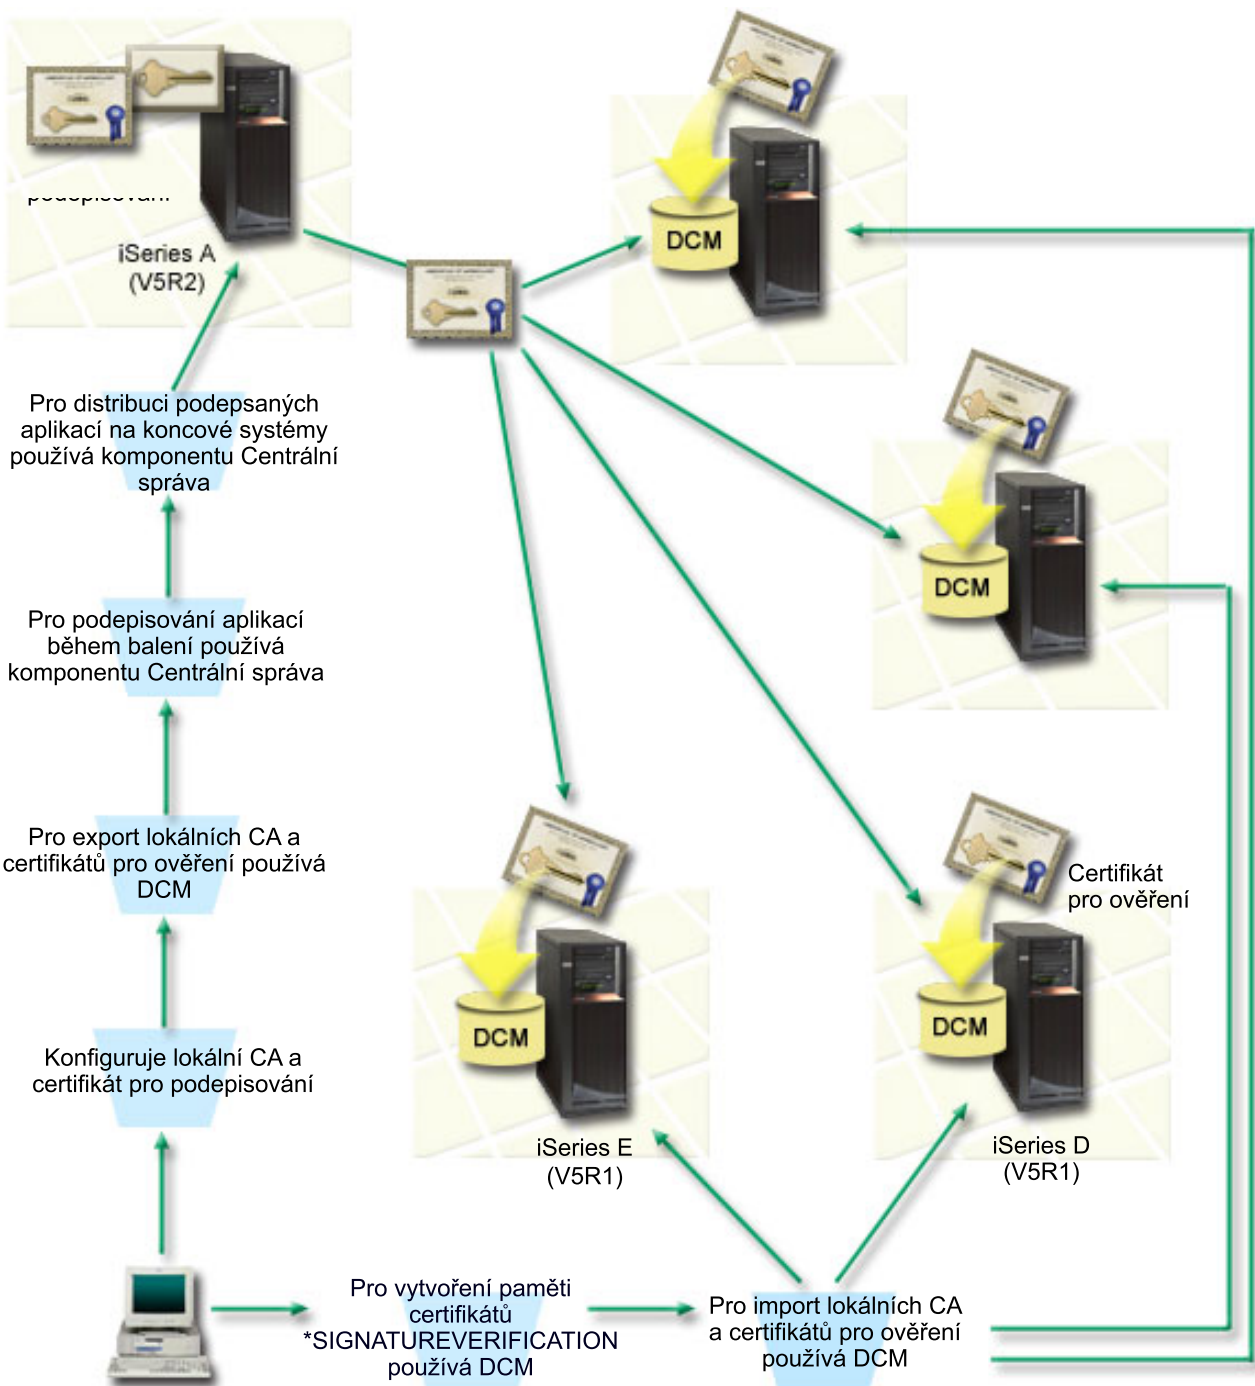 iSeries A
(V5R2)
DCM
Pro distribuci podepsaných
aplikací na koncové systémy
používá komponentu Centrální
správa
DCM
Pro podepisování aplikací
během balení používá
komponentu Centrální správa
Pro export lokálních CA a
certifikátů pro ověření používá
DCM
Certifikát
pro ověření
DCM
DCM
Konfiguruje lokální CA a
certifikát pro podepisování
iSeries E
(V5R1)
iSeries D
(V5R1)
Pro vytvoření paměti
certifikátů
*SIGNATUREVERIFICATION
používá DCM
Pro import lokálních CA
a certifikátů pro ověření
používá DCM